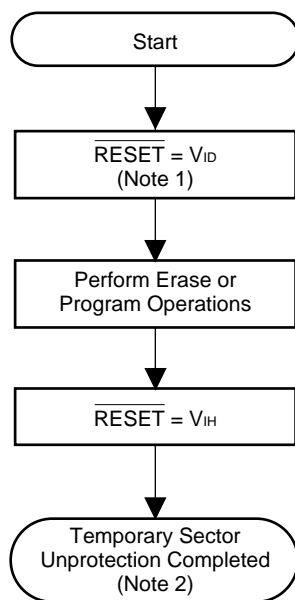 Start
RESET = VID
(Note 1)
Perform Erase or
Program Operations
RESET = VIH
Temporary Sector
Unprotection Completed
(Note 2)